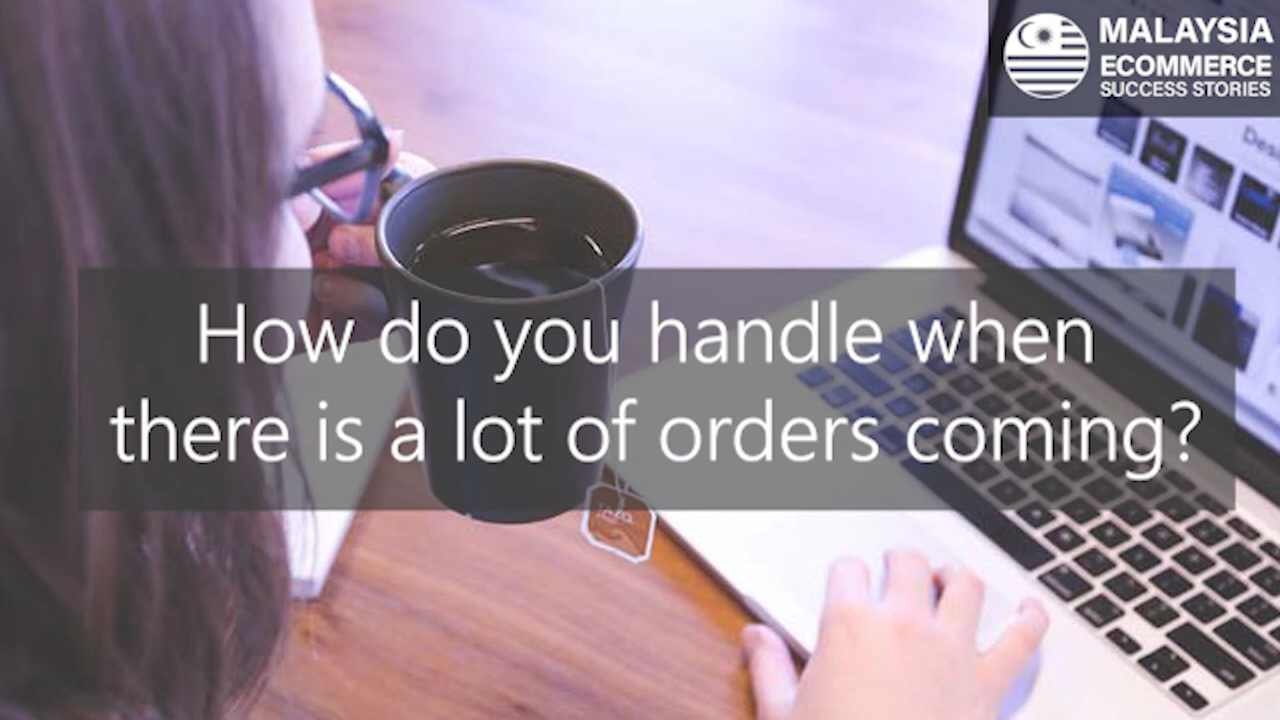 MALAYSIA
ECOMMERCE
SUCCESS STORIES
How do you handle when
there is a lot of orders coming?